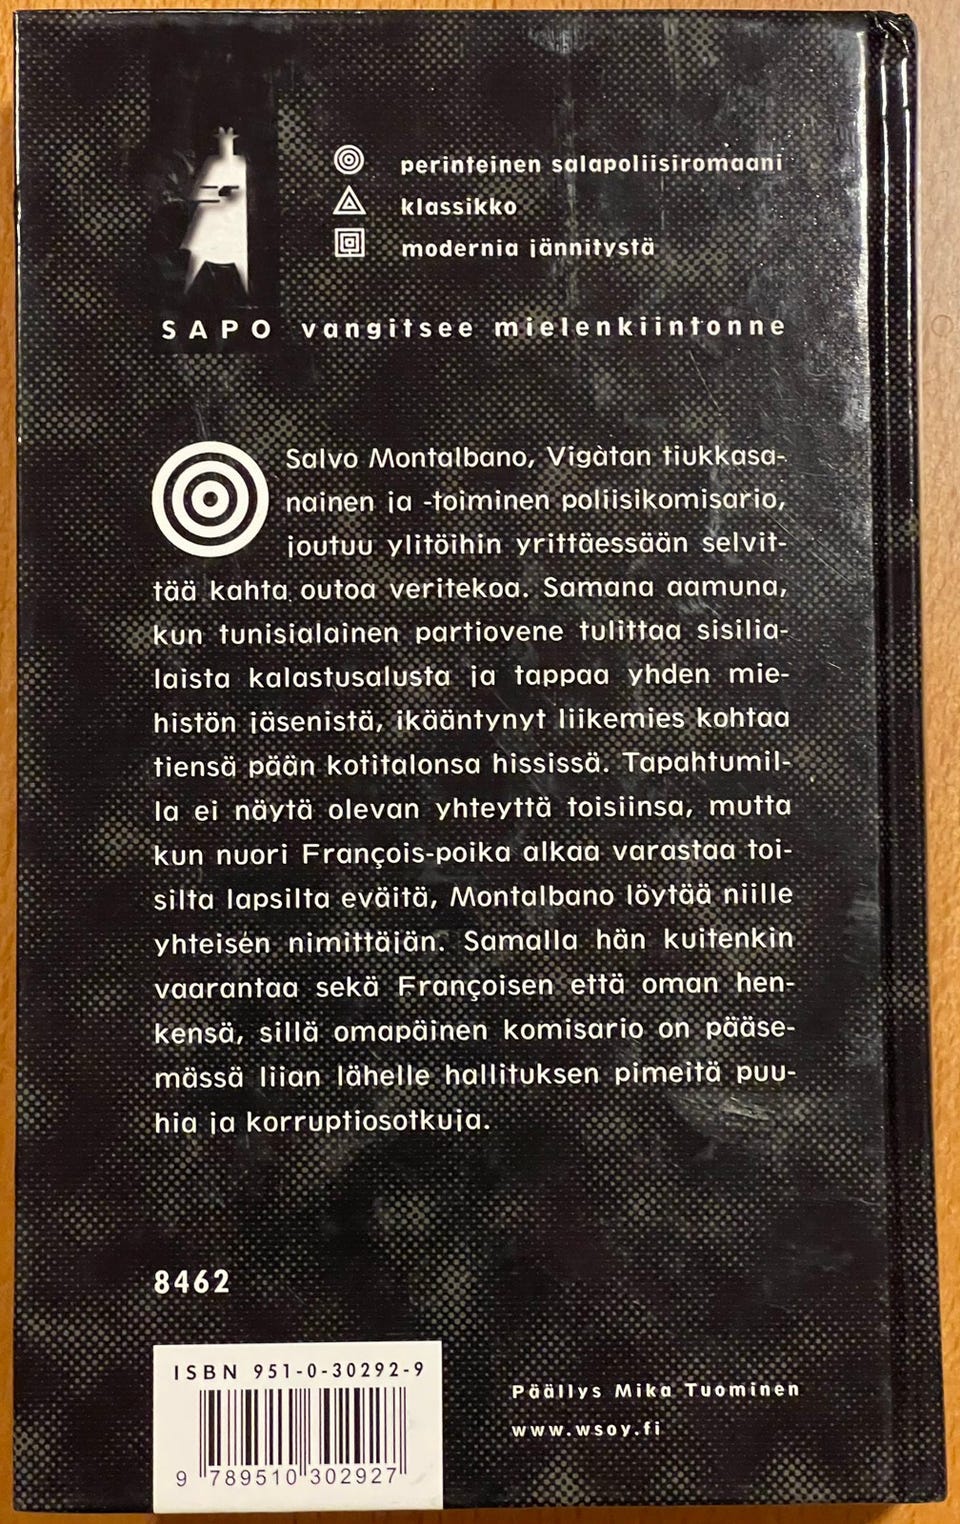 perinteinen salapoliisiromaani
klassikko
modernia jännitystä
SAPO vangitsee mielenkiintonne
Salvo Montalbano, Vigàtan tiukkasa-
nainen ja -toiminen poliisikomisario,
joutuu ylitöihin yrittäessään selvit-
tää kahta outoa veritekoa. Samana aamuna,
kun tunisialainen partiovene tulittaa sisilia-
laista kalastusalusta ja tappaa yhden mie-
histön jäsenistä, ikääntynyt liikemies kohtaa
tiensä pään kotitalonsa hississä. Tapahtumil-
la ei näytä olevan yhteyttä toisiinsa, mutta
kun nuori François-poika alkaa varastaa toi-
silta lapsilta eväitä, Montalbano löytää niille
yhteisen nimittäjän. Samalla hän kuitenkin
vaarantaa sekä Françoisen että oman hen-
kensä, sillä omapäinen komisario on pääse-
mässä liian lähelle hallituksen pimeitä puu-
hia ja korruptiosotkuja.
8462
ISBN 951-0-30292-9
9 789510 302927
Päällys Mika Tuominen
www.wsoy.fi